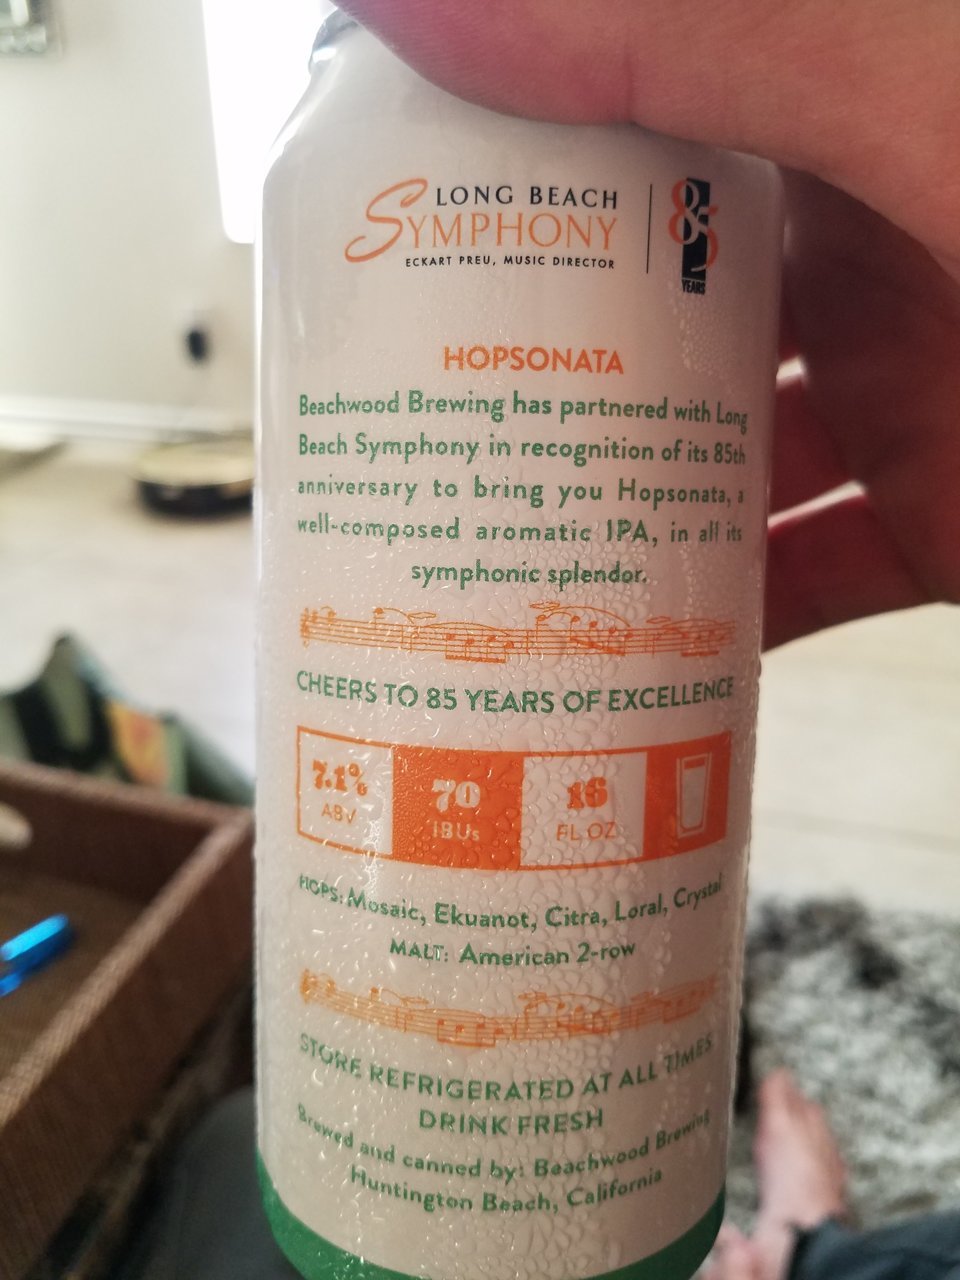 LONG BEACH
SYMPHONY
ECKART PREU, MUSIC DIRECTOR
85
YEARS
HOPSONATA
Beachwood Brewing has partnered with Long
Beach Symphony in recognition of its 85th
anniversary to bring you Hopsonata, a
well-composed aromatic IPA, in all its
symphonic splendor.
CHEERS TO 85 YEARS OF EXCELLENCE
7.1% 70 16
ABV IBUs FL OZ
HOPS: Mosaic, Ekuanot, Citra, Loral, Crystal
MALT: American 2-row
STORE REFRIGERATED AT ALL TIMES
DRINK FRESH
Brewed and canned by: Beachwood Brewing
Huntington Beach, California